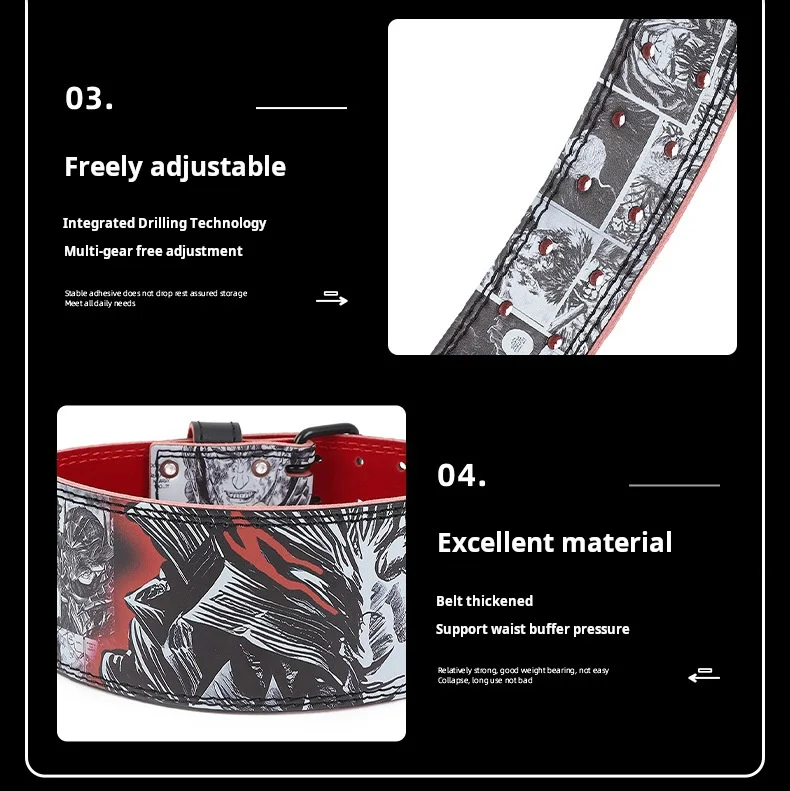 03.
Freely adjustable
Integrated Drilling Technology
Multi-gear free adjustment
Stable adhesive does not drop rest assured storage
Meet all daily needs
04.
Excellent material
Belt thickened
Support waist buffer pressure
Relatively strong, good weight bearing, not easy
Collapse, long use not bad